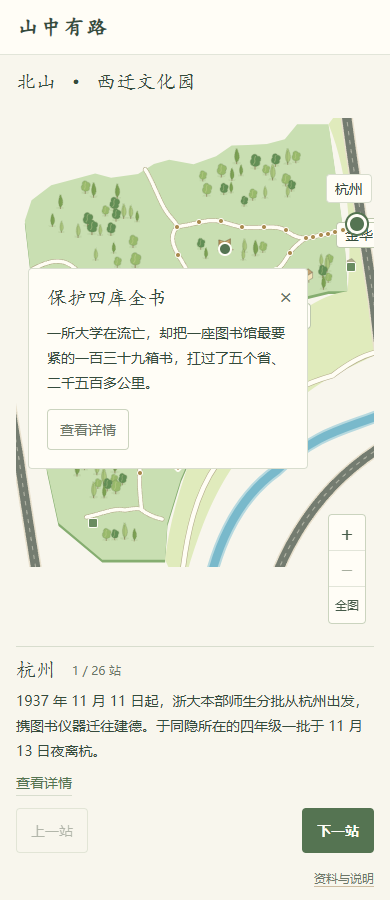 山中有路
北山 • 西迁文化园
杭州
金华
保护四库全书
×
一所大学在流亡，却把一座图书馆最要
紧的一百三十九箱书，扛过了五个省、
二千五百多公里。
查看详情
+
−
全图
杭州 1 / 26 站
1937 年 11 月 11 日起，浙大本部师生分批从杭州出发，
携图书仪器迁往建德。于同隐所在的四年级一批于 11 月
13 日夜离杭。
查看详情
上一站
下一站
资料与说明